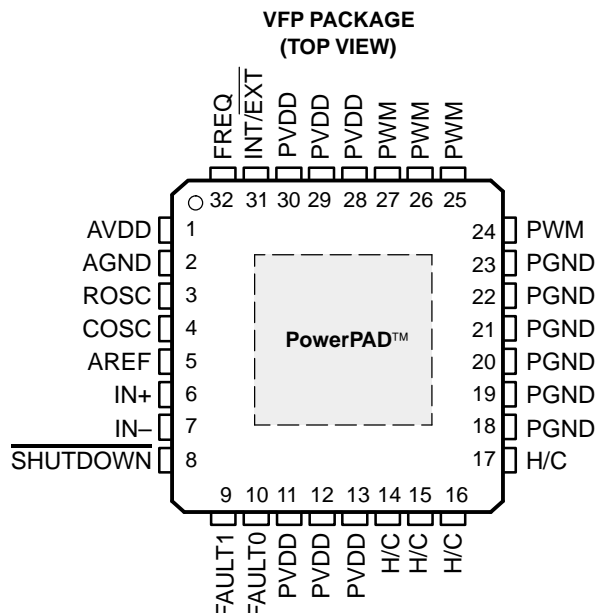 VFP PACKAGE
(TOP VIEW)
FREQ
INT/EXT
PVDD
PVDD
PVDD
PWM
PWM
PWM
32 31 30 29 28 27 26 25
AVDD 1
AGND 2
ROSC 3
COSC 4
AREF 5
IN+ 6
IN– 7
SHUTDOWN 8
PowerPAD™
24 PWM
23 PGND
22 PGND
21 PGND
20 PGND
19 PGND
18 PGND
17 H/C
9 10 11 12 13 14 15 16
FAULT1
FAULT0
PVDD
PVDD
PVDD
H/C
H/C
H/C